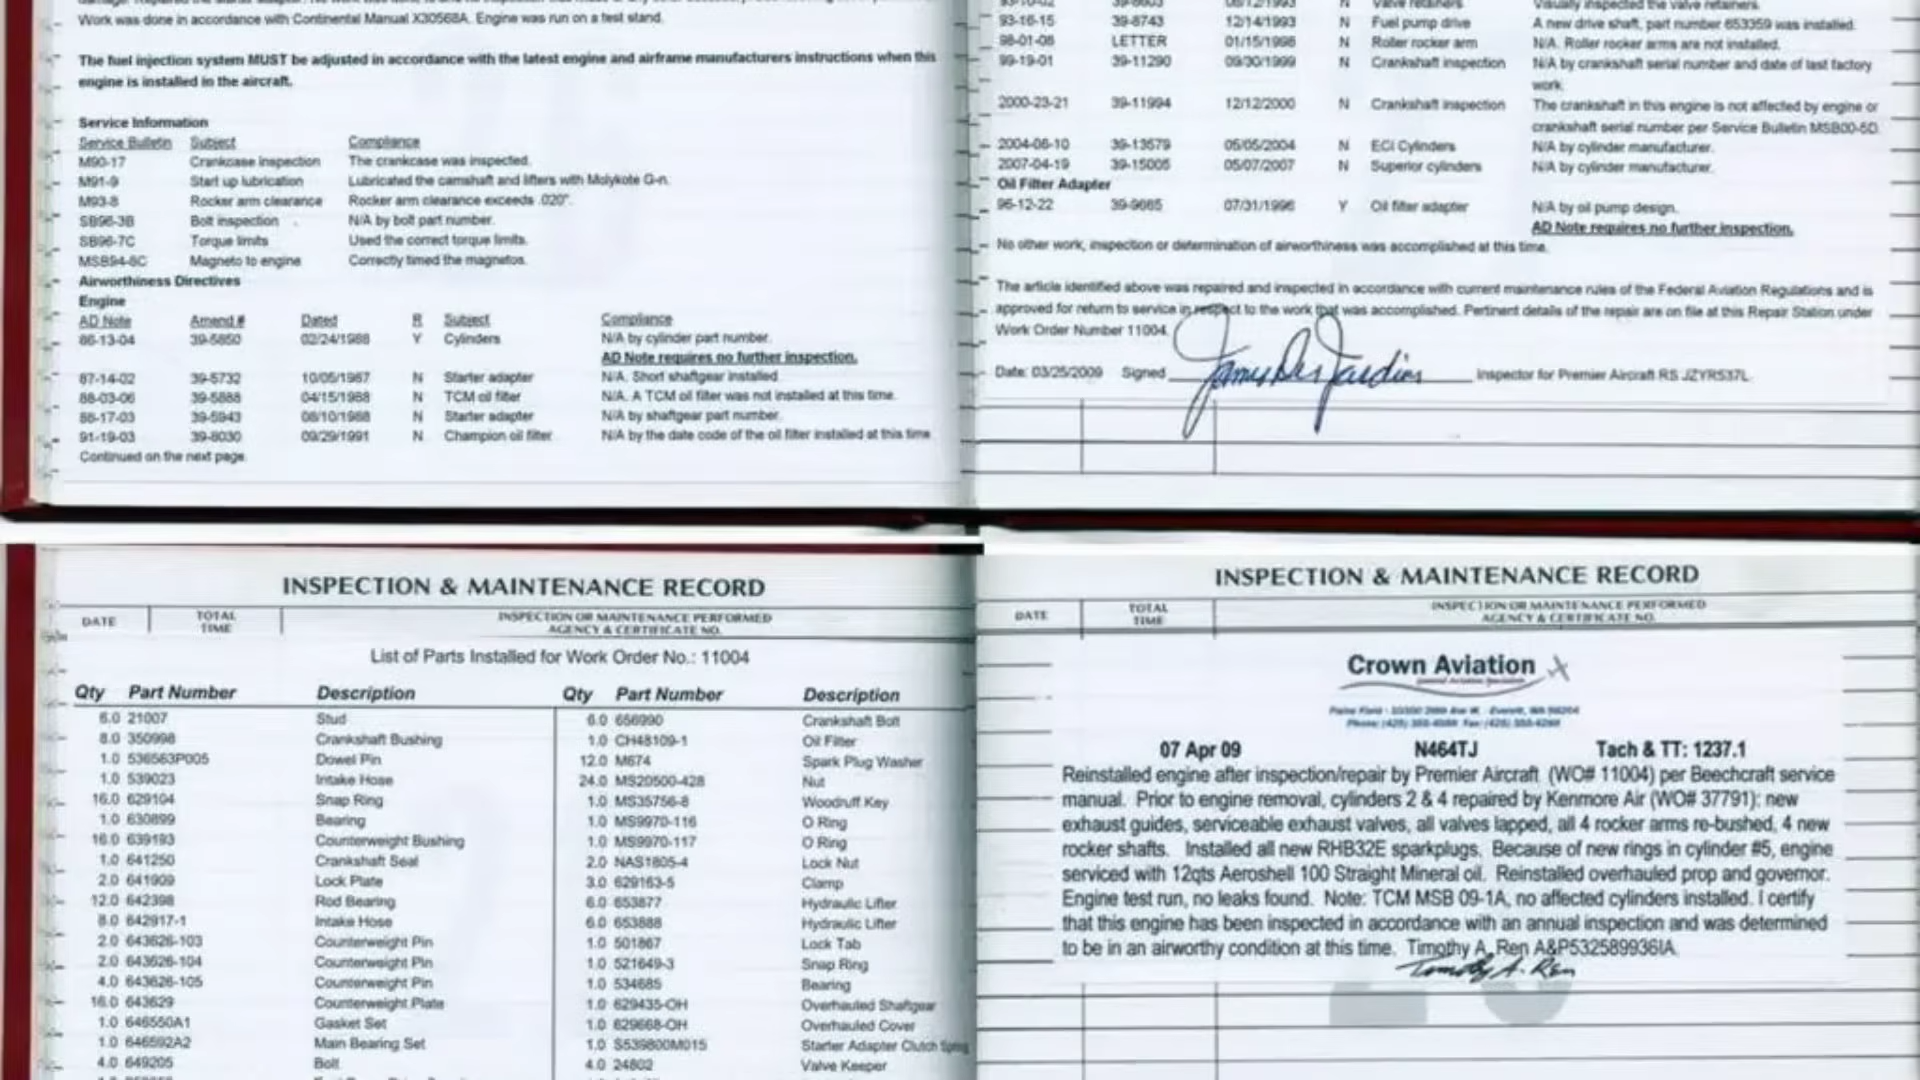 Work was done in accordance with Continental Manual X30568A. Engine was run on a test stand.
The fuel injection system MUST be adjusted in accordance with the latest engine and airframe manufacturers instructions when this
engine is installed in the aircraft.
Service Information
Service Bulletin Subject Compliance
M90-17 Crankcase inspection The crankcase was inspected.
M91-9 Start up lubrication Lubricated the camshaft and lifters with Molykote G-n.
M93-8 Rocker arm clearance Rocker arm clearance exceeds .020".
SB96-3B Bolt inspection N/A by bolt part number.
SB96-7C Torque limits Used the correct torque limits.
MSB94-8C Magneto to engine Correctly timed the magnetos.
Airworthiness Directives
Engine
AD Note Amend # Dated R Subject Compliance
86-13-04 39-5850 02/24/1988 Y Cylinders N/A by cylinder part number.
AD Note requires no further inspection.
87-14-02 39-5732 10/05/1987 N Starter adapter N/A. Short shaftgear installed
88-03-06 39-5888 04/15/1988 N TCM oil filter N/A. A TCM oil filter was not installed at this time.
88-17-03 39-5943 08/10/1988 N Starter adapter N/A by shaftgear part number.
91-19-03 39-8030 09/29/1991 N Champion oil filter N/A by the date code of the oil filter installed at this time
Continued on the next page.
Valve retainers Visually inspected the valve retainers.
93-16-15 39-8743 12/14/1993 N Fuel pump drive A new drive shaft, part number 653359 was installed.
98-01-08 LETTER 01/15/1998 N Roller rocker arm N/A. Roller rocker arms are not installed.
99-19-01 39-11290 09/30/1999 N Crankshaft inspection N/A by crankshaft serial number and date of last factory
work.
2000-23-21 39-11994 12/12/2000 N Crankshaft inspection The crankshaft in this engine is not affected by engine or
crankshaft serial number per Service Bulletin MSB00-5D.
2004-08-10 39-13579 05/05/2004 N ECI Cylinders N/A by cylinder manufacturer.
2007-04-19 39-15005 05/07/2007 N Superior cylinders N/A by cylinder manufacturer.
Oil Filter Adapter
96-12-22 39-9665 07/31/1996 Y Oil filter adapter N/A by oil pump design.
AD Note requires no further inspection.
No other work, inspection or determination of airworthiness was accomplished at this time.
The article identified above was repaired and inspected in accordance with current maintenance rules of the Federal Aviation Regulations and is
approved for return to service in respect to the work that was accomplished. Pertinent details of the repair are on file at this Repair Station under
Work Order Number 11004.
Date: 03/25/2009 Signed James DesJardins Inspector for Premier Aircraft RS JZYR537L
INSPECTION & MAINTENANCE RECORD
DATE TOTAL TIME INSPECTION OR MAINTENANCE PERFORMED
AGENCY & CERTIFICATE NO.
List of Parts Installed for Work Order No.: 11004
Qty Part Number Description Qty Part Number Description
6.0 21007 Stud 6.0 656990 Crankshaft Bolt
8.0 350998 Crankshaft Bushing 1.0 CH48109-1 Oil Filter
1.0 536563P005 Dowel Pin 12.0 M674 Spark Plug Washer
1.0 539023 Intake Hose 24.0 MS20500-428 Nut
16.0 629104 Snap Ring 1.0 MS35756-8 Woodruff Key
1.0 630899 Bearing 1.0 MS9970-116 O Ring
16.0 639193 Counterweight Bushing 1.0 MS9970-117 O Ring
1.0 641250 Crankshaft Seal 2.0 NAS1805-4 Lock Nut
2.0 641909 Lock Plate 3.0 629163-5 Clamp
12.0 642398 Rod Bearing 6.0 653877 Hydraulic Lifter
8.0 642917-1 Intake Hose 6.0 653888 Hydraulic Lifter
2.0 643626-103 Counterweight Pin 1.0 501867 Lock Tab
2.0 643626-104 Counterweight Pin 1.0 521649-3 Snap Ring
4.0 643626-105 Counterweight Pin 1.0 534685 Bearing
16.0 643629 Counterweight Plate 1.0 629435-OH Overhauled Shaftgear
1.0 646550A1 Gasket Set 1.0 629668-OH Overhauled Cover
1.0 646592A2 Main Bearing Set 1.0 S539800M015 Starter Adapter Clutch Spring
4.0 649205 Bolt 4.0 24802 Valve Keeper
INSPECTION & MAINTENANCE RECORD
DATE TOTAL TIME INSPECTION OR MAINTENANCE PERFORMED
AGENCY & CERTIFICATE NO.
Crown Aviation
07 Apr 09 N464TJ Tach & TT: 1237.1
Reinstalled engine after inspection/repair by Premier Aircraft (WO# 11004) per Beechcraft service
manual. Prior to engine removal, cylinders 2 & 4 repaired by Kenmore Air (WO# 37791): new
exhaust guides, serviceable exhaust valves, all valves lapped, all 4 rocker arms re-bushed, 4 new
rocker shafts. Installed all new RHB32E sparkplugs. Because of new rings in cylinder #5, engine
serviced with 12qts Aeroshell 100 Straight Mineral oil. Reinstalled overhauled prop and governor.
Engine test run, no leaks found. Note: TCM MSB 09-1A, no affected cylinders installed. I certify
that this engine has been inspected in accordance with an annual inspection and was determined
to be in an airworthy condition at this time. Timothy A. Ren A&P532589936IA
Timothy A. Ren